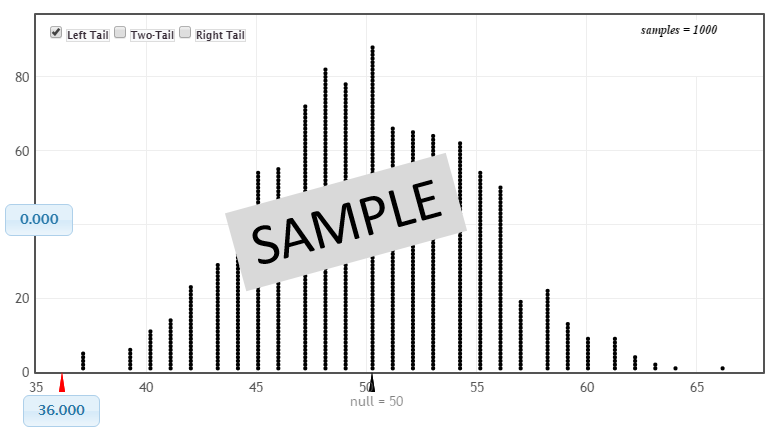 Left Tail Two-Tail Right Tail
samples = 1000
80
60
0.000
SAMPLE
20
0
35 40 45 50 55 60 65
36.000
null = 50